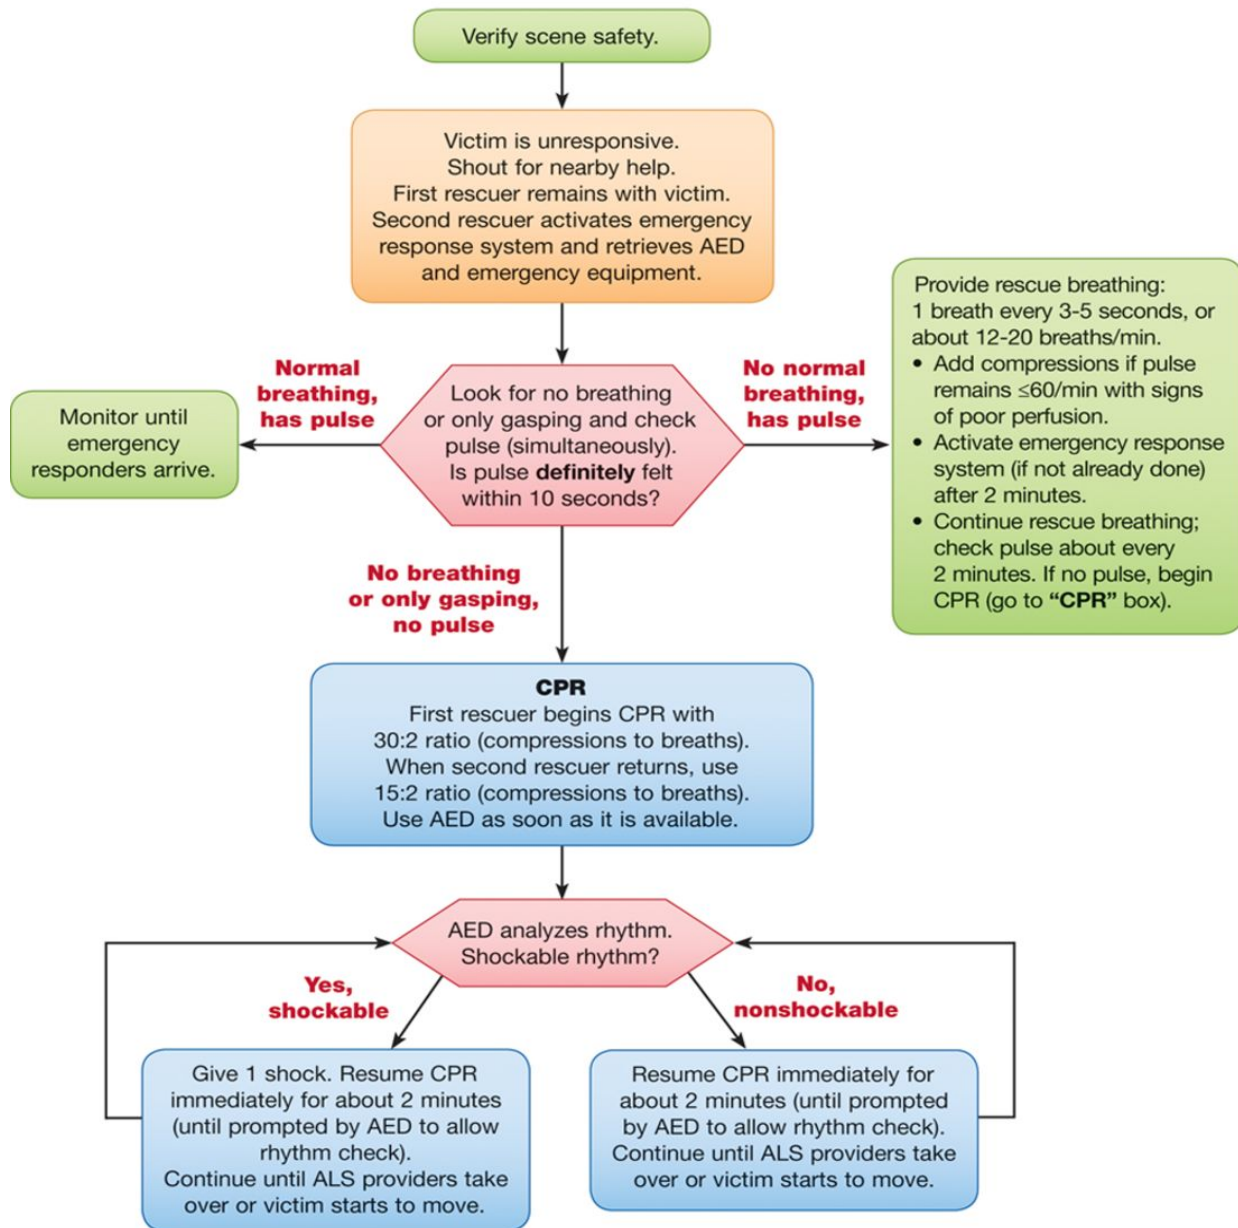 Verify scene safety.
Victim is unresponsive.
Shout for nearby help.
First rescuer remains with victim.
Second rescuer activates emergency
response system and retrieves AED
and emergency equipment.
Normal
breathing,
has pulse
Monitor until
emergency
responders arrive.
Look for no breathing
or only gasping and check
pulse (simultaneously).
Is pulse definitely felt
within 10 seconds?
No normal
breathing,
has pulse
Provide rescue breathing:
1 breath every 3-5 seconds, or
about 12-20 breaths/min.
• Add compressions if pulse
remains ≤60/min with signs
of poor perfusion.
• Activate emergency response
system (if not already done)
after 2 minutes.
• Continue rescue breathing;
check pulse about every
2 minutes. If no pulse, begin
CPR (go to “CPR” box).
No breathing
or only gasping,
no pulse
CPR
First rescuer begins CPR with
30:2 ratio (compressions to breaths).
When second rescuer returns, use
15:2 ratio (compressions to breaths).
Use AED as soon as it is available.
AED analyzes rhythm.
Shockable rhythm?
Yes,
shockable
No,
nonshockable
Give 1 shock. Resume CPR
immediately for about 2 minutes
(until prompted by AED to allow
rhythm check).
Continue until ALS providers take
over or victim starts to move.
Resume CPR immediately for
about 2 minutes (until prompted
by AED to allow rhythm check).
Continue until ALS providers take
over or victim starts to move.